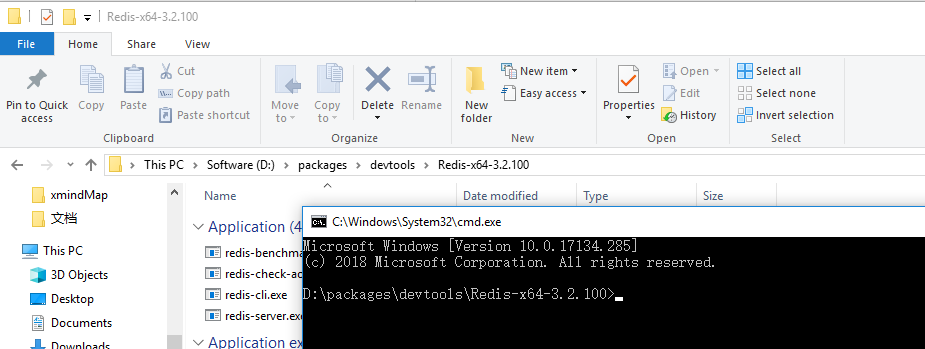 Redis-x64-3.2.100
File Home Share View
Pin to Quick access
Copy
Paste
Cut
Copy path
Paste shortcut
Clipboard
Move to
Copy to
Delete
Rename
Organize
New folder
New item
Easy access
New
Properties
Open
Edit
History
Open
Select all
Select none
Invert selection
Select
This PC Software (D:) packages devtools Redis-x64-3.2.100
xmindMap
文档
This PC
3D Objects
Desktop
Documents
Downloads
Name Date modified Type Size
Application (4
redis-benchma
redis-check-ao
redis-cli.exe
redis-server.exe
Application ex
C:\Windows\System32\cmd.exe
Microsoft Windows [Version 10.0.17134.285]
(c) 2018 Microsoft Corporation. All rights reserved.
D:\packages\devtools\Redis-x64-3.2.100>